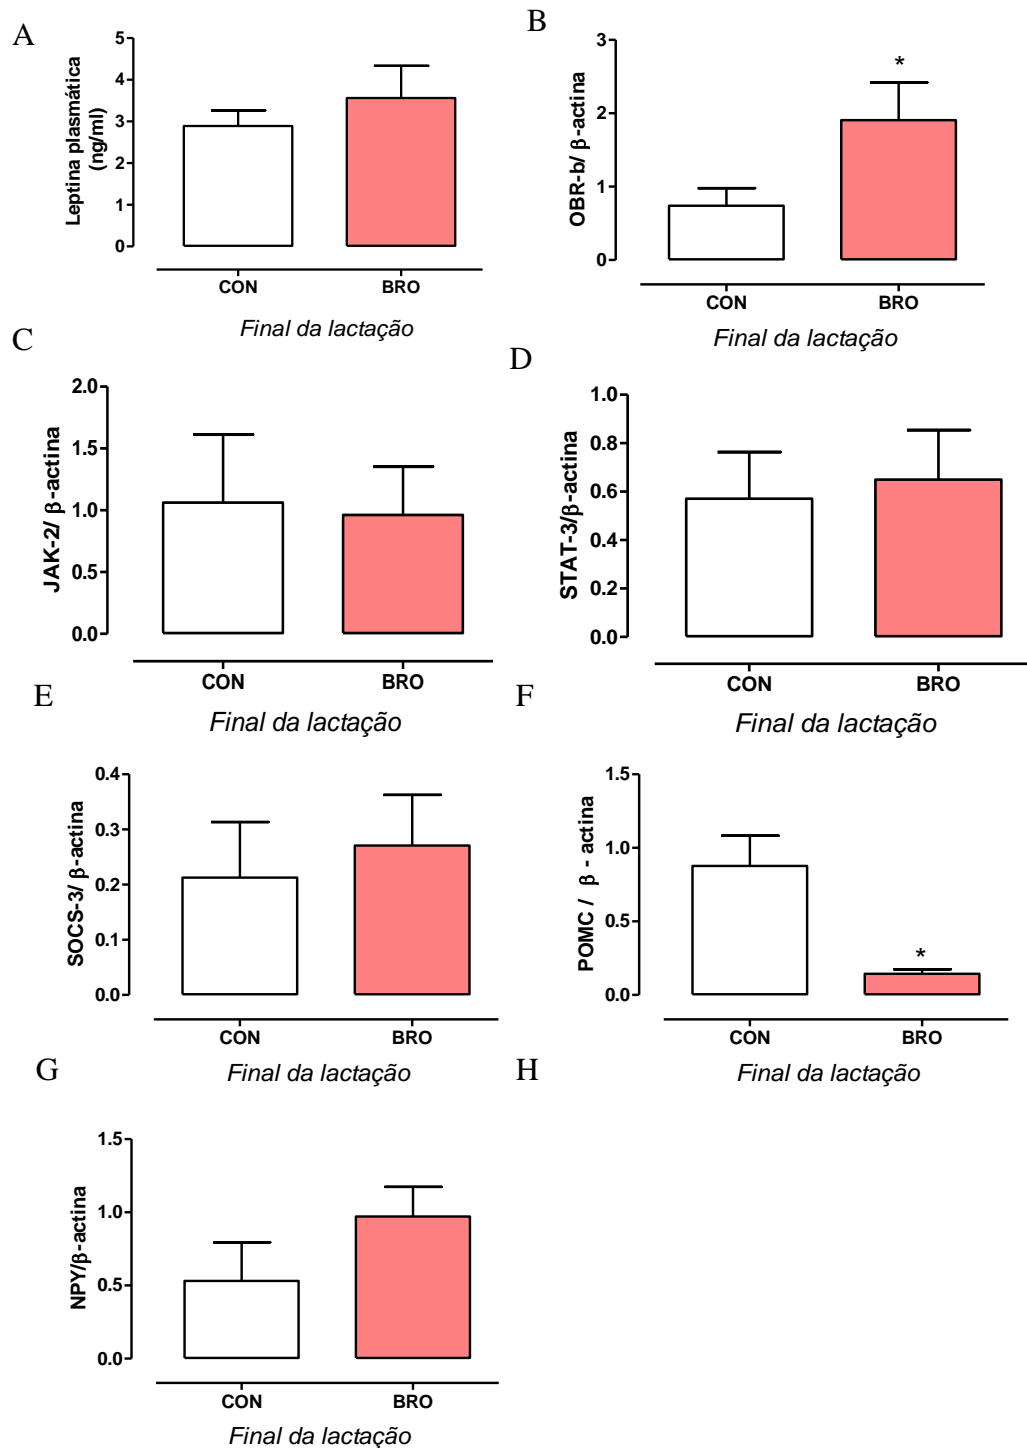 A
Leptina plasmática
(ng/ml)
5
4
3
2
1
0
CON BRO
Final da lactação
B
OBR-b/ β-actina
3
2
1
0
*
CON BRO
Final da lactação
C
JAK-2/ β-actina
2.0
1.5
1.0
0.5
0.0
CON BRO
Final da lactação
D
STAT-3/β-actina
1.0
0.8
0.6
0.4
0.2
0.0
CON BRO
Final da lactação
E
SOCS-3/ β-actina
0.4
0.3
0.2
0.1
0.0
CON BRO
Final da lactação
F
POMC / β - actina
1.5
1.0
0.5
0.0
*
CON BRO
Final da lactação
G
NPY/β-actina
1.5
1.0
0.5
0.0
CON BRO
Final da lactação
H